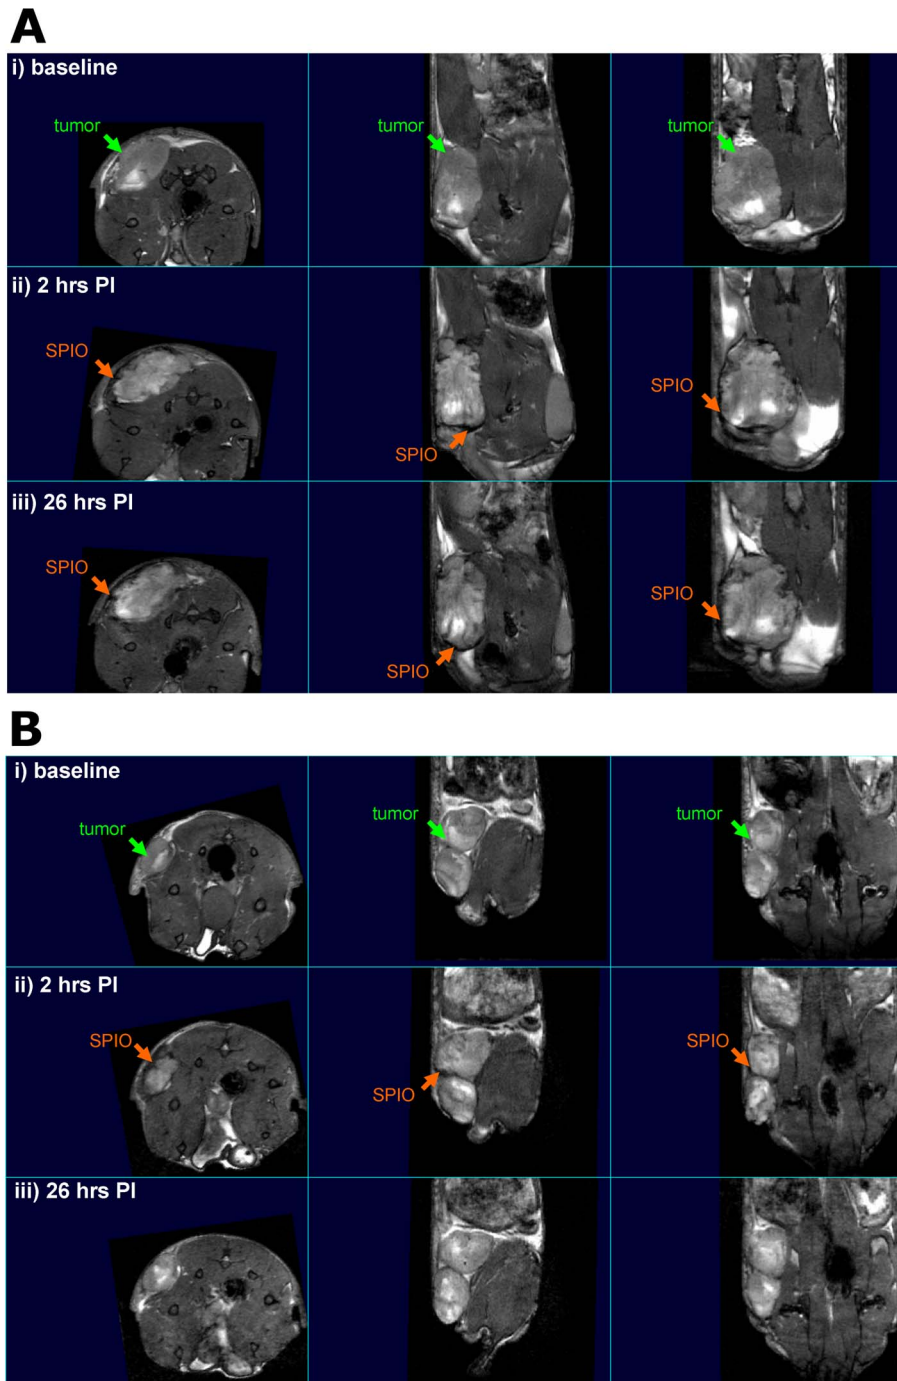 A
i) baseline
tumor tumor tumor
ii) 2 hrs PI
SPIO
SPIO
SPIO
iii) 26 hrs PI
SPIO
SPIO
SPIO
B
i) baseline
tumor tumor tumor
ii) 2 hrs PI
SPIO SPIO
SPIO
iii) 26 hrs PI